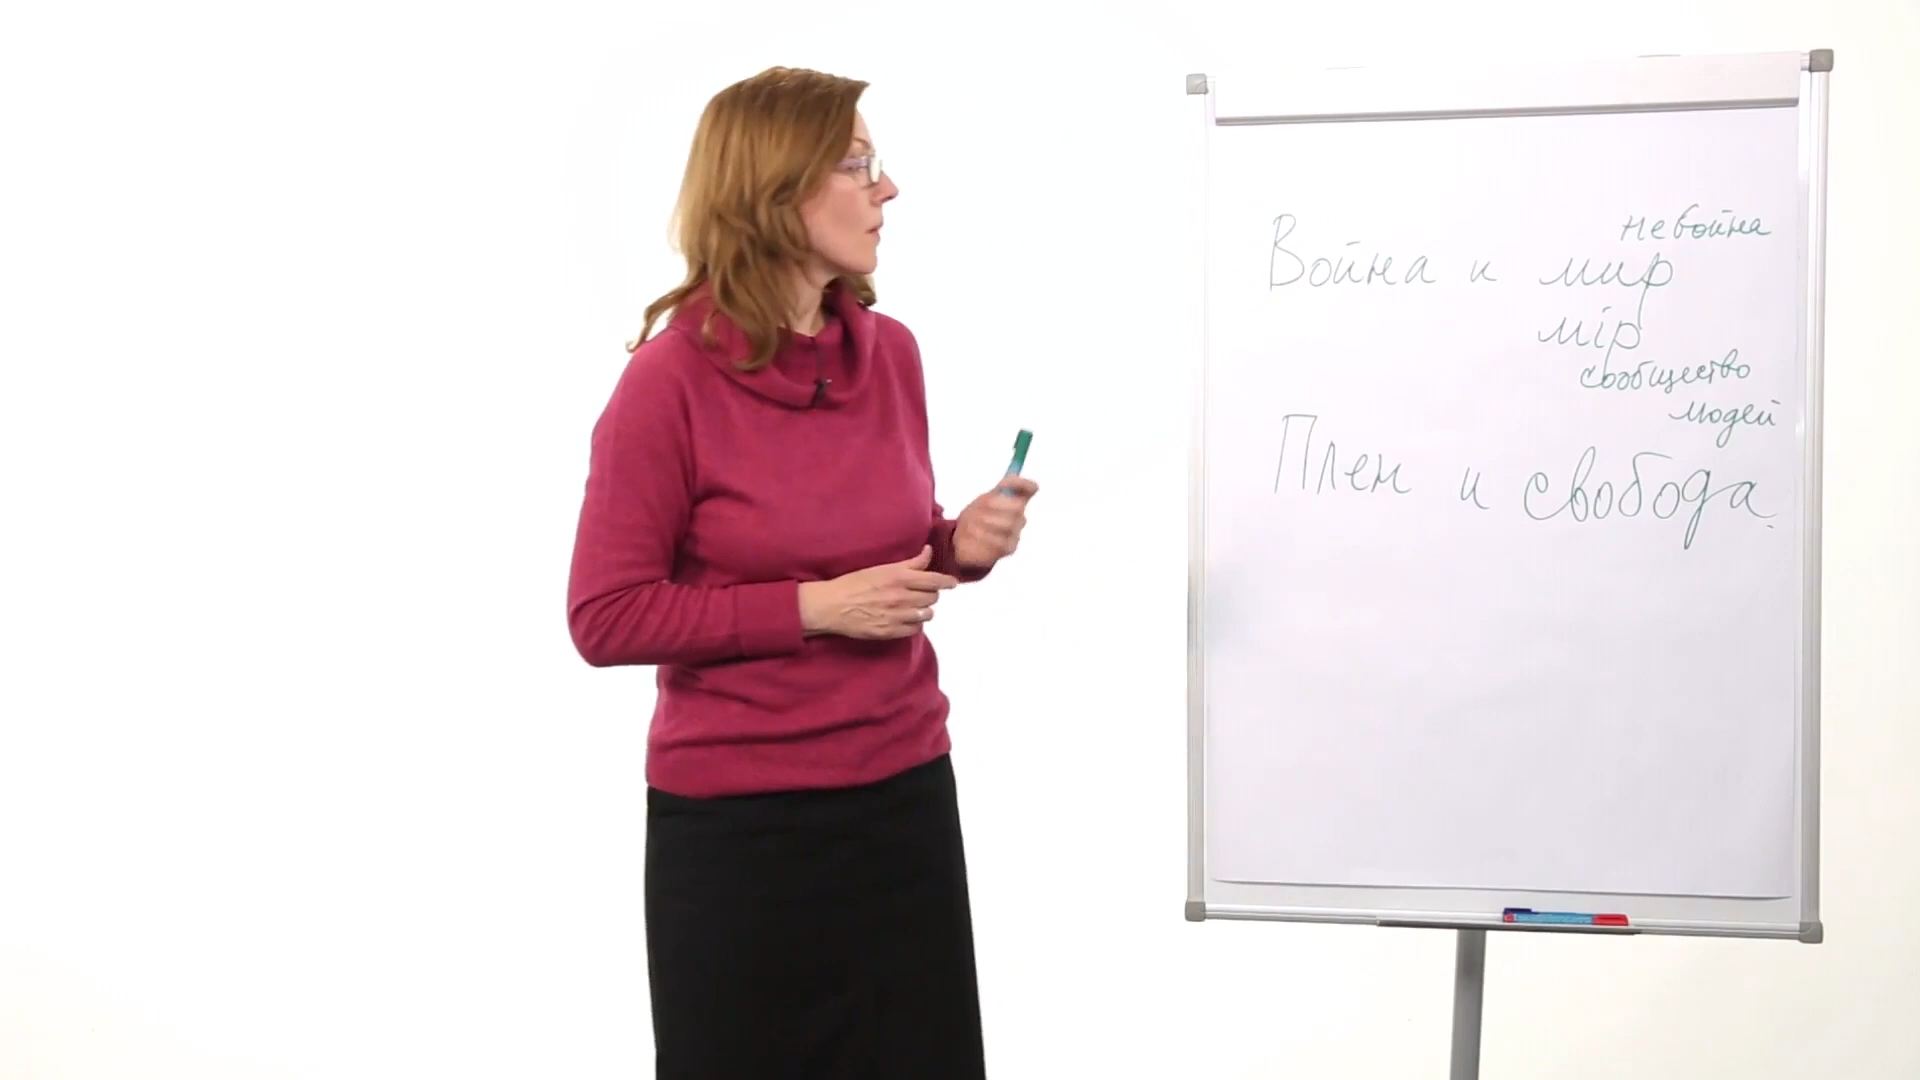 невойна
Война и мир
мiр
сообщество
людей
Плен и свобода.